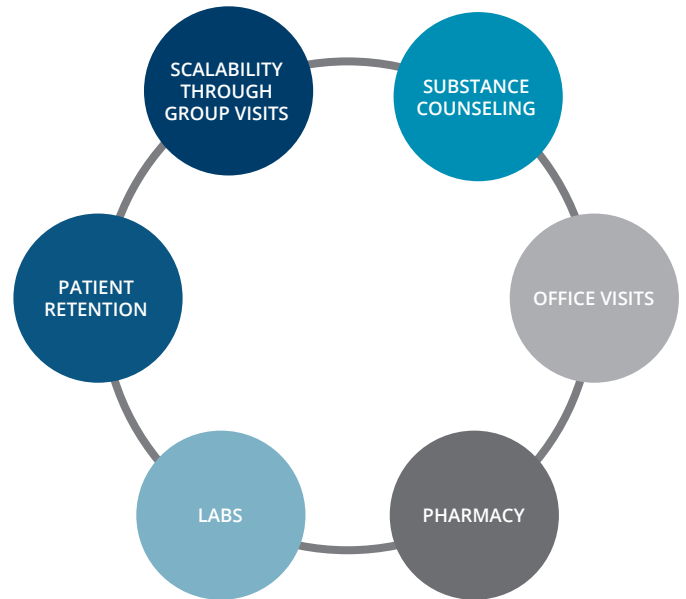 SCALABILITY
THROUGH
GROUP VISITS
SUBSTANCE
COUNSELING
OFFICE VISITS
PHARMACY
LABS
PATIENT
RETENTION